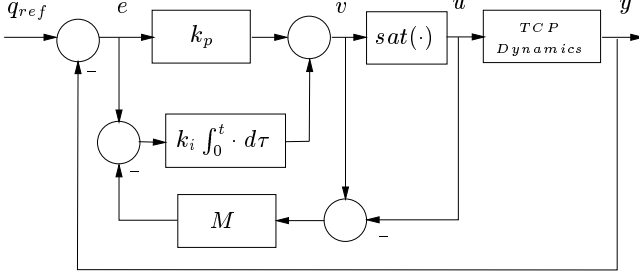 q_ref e v u y
k_p sat(·) TCP
Dynamics
–
k_i ∫_0^t · dτ
–
M
–